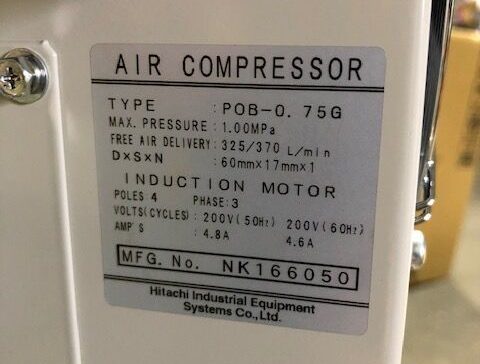 AIR COMPRESSOR
TYPE : POB-0.75G
MAX. PRESSURE : 1.00MPa
FREE AIR DELIVERY : 325/370 L/min
D×S×N : 60mm×17mm×1
INDUCTION MOTOR
POLES 4 PHASE: 3
VOLTS(CYCLES) : 200V(50Hz) 200V(60Hz)
AMP'S : 4.8A 4.6A
MFG. No. NK166050
Hitachi Industrial Equipment
Systems Co.,Ltd.